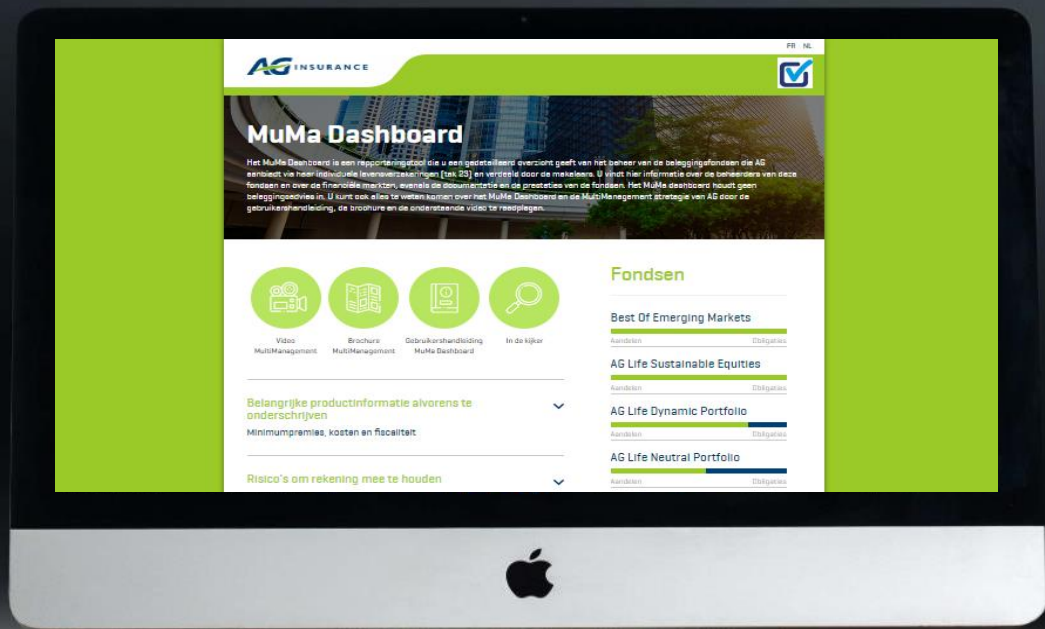 FR NL
AG INSURANCE
MuMa Dashboard
Het MuMa Dashboard is een rapporteringstool die u een gedetailleerd overzicht geeft van het beheer van de beleggingsfondsen die AG
aanbiedt via haar individuele levensverzekeringen (tak 23) en verdeeld door de makelaars. U vindt hier informatie over de beheerders van deze
fondsen en over de financiële markten, evenals de documentatie en de prestaties van de fondsen. Het MuMa dashboard houdt geen
beleggingsadvies in. U kunt ook alles te weten komen over het MuMa Dashboard en de MultiManagement strategie van AG door de
gebruikershandleiding, de brochure en de onderstaande video te raadplegen.
Video
MultiManagement
Brochure
MultiManagement
Gebruikershandleiding
MuMa Dashboard
In de kijker
Belangrijke productinformatie alvorens te
onderschrijven
Minimumpremies, kosten en fiscaliteit
Risico's om rekening mee te houden
Fondsen
Best Of Emerging Markets
Aandelen Obligaties
AG Life Sustainable Equities
Aandelen Obligaties
AG Life Dynamic Portfolio
Aandelen Obligaties
AG Life Neutral Portfolio
Aandelen Obligaties